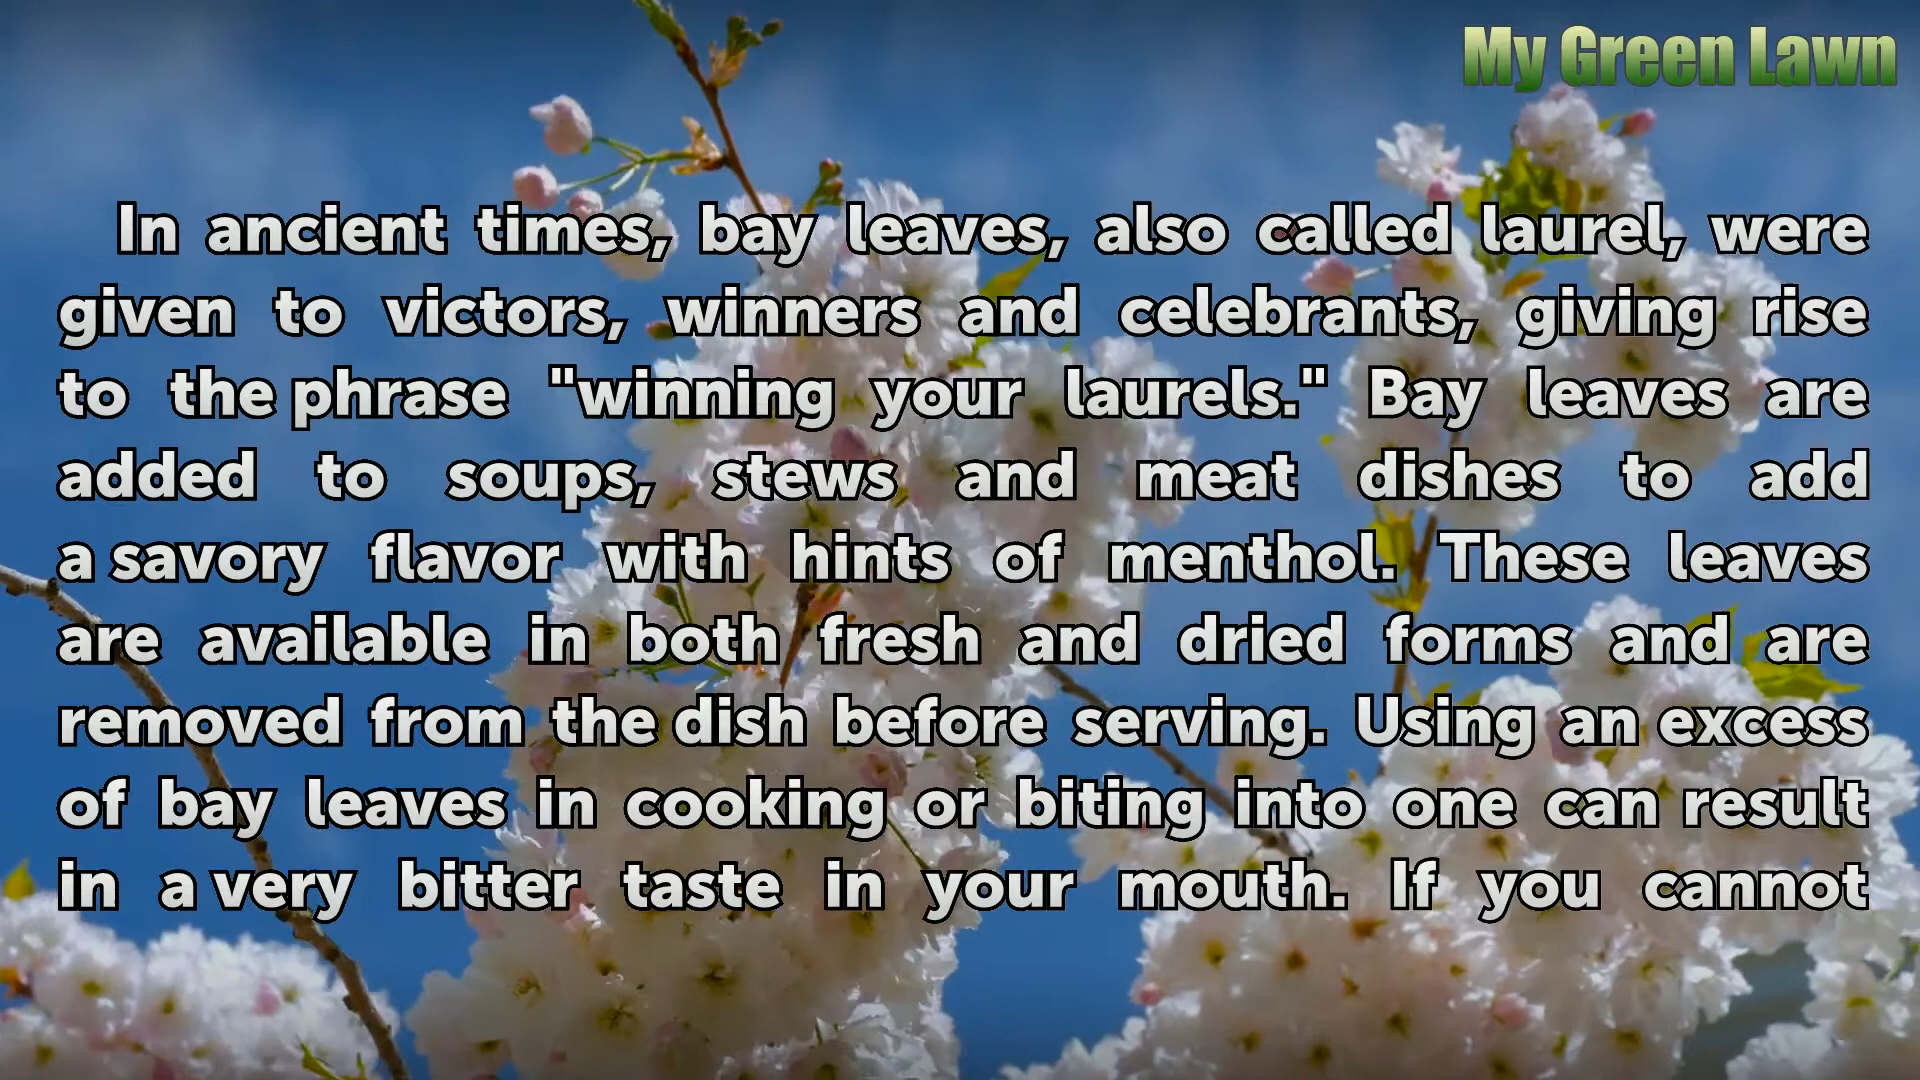 My Green Lawn
In ancient times, bay leaves, also called laurel, were
given to victors, winners and celebrants, giving rise
to the phrase "winning your laurels." Bay leaves are
added to soups, stews and meat dishes to add
a savory flavor with hints of menthol. These leaves
are available in both fresh and dried forms and are
removed from the dish before serving. Using an excess
of bay leaves in cooking or biting into one can result
in a very bitter taste in your mouth. If you cannot